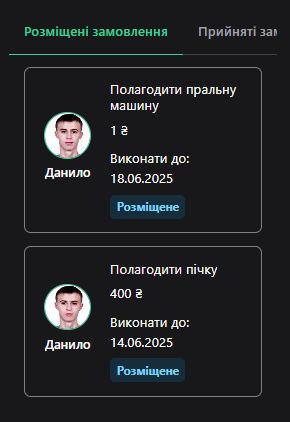 Розміщені замовлення Прийняті зам
Полагодити пральну
машину
1 ₴
Данило
Виконати до:
18.06.2025
Розміщене
Полагодити пічку
400 ₴
Данило
Виконати до:
14.06.2025
Розміщене